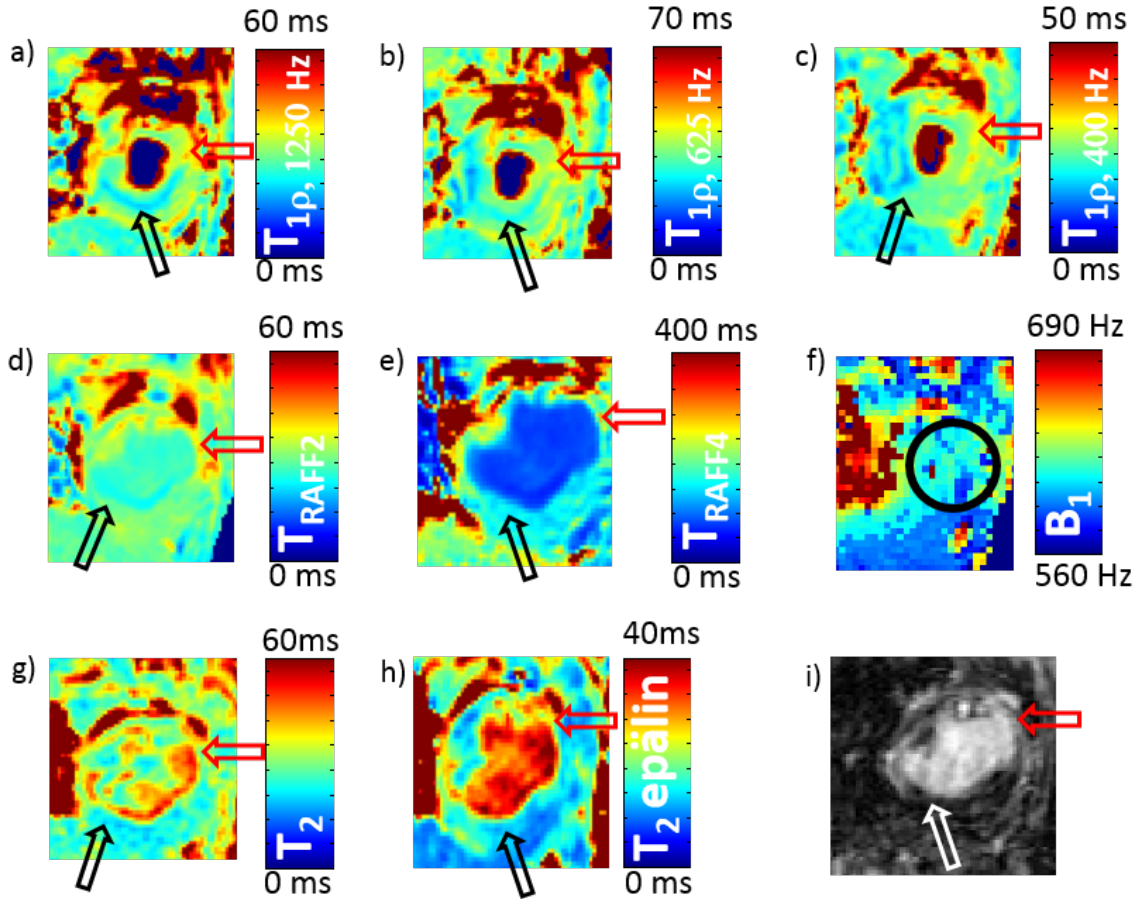 a)
60 ms
T1ρ, 1250 Hz
0 ms
b)
70 ms
T1ρ, 625 Hz
0 ms
c)
50 ms
T1ρ, 400 Hz
0 ms
d)
60 ms
TRAFF2
0 ms
e)
400 ms
TRAFF4
0 ms
f)
690 Hz
B1
560 Hz
g)
60ms
T2
0 ms
h)
40ms
T2 epälin
0 ms
i)